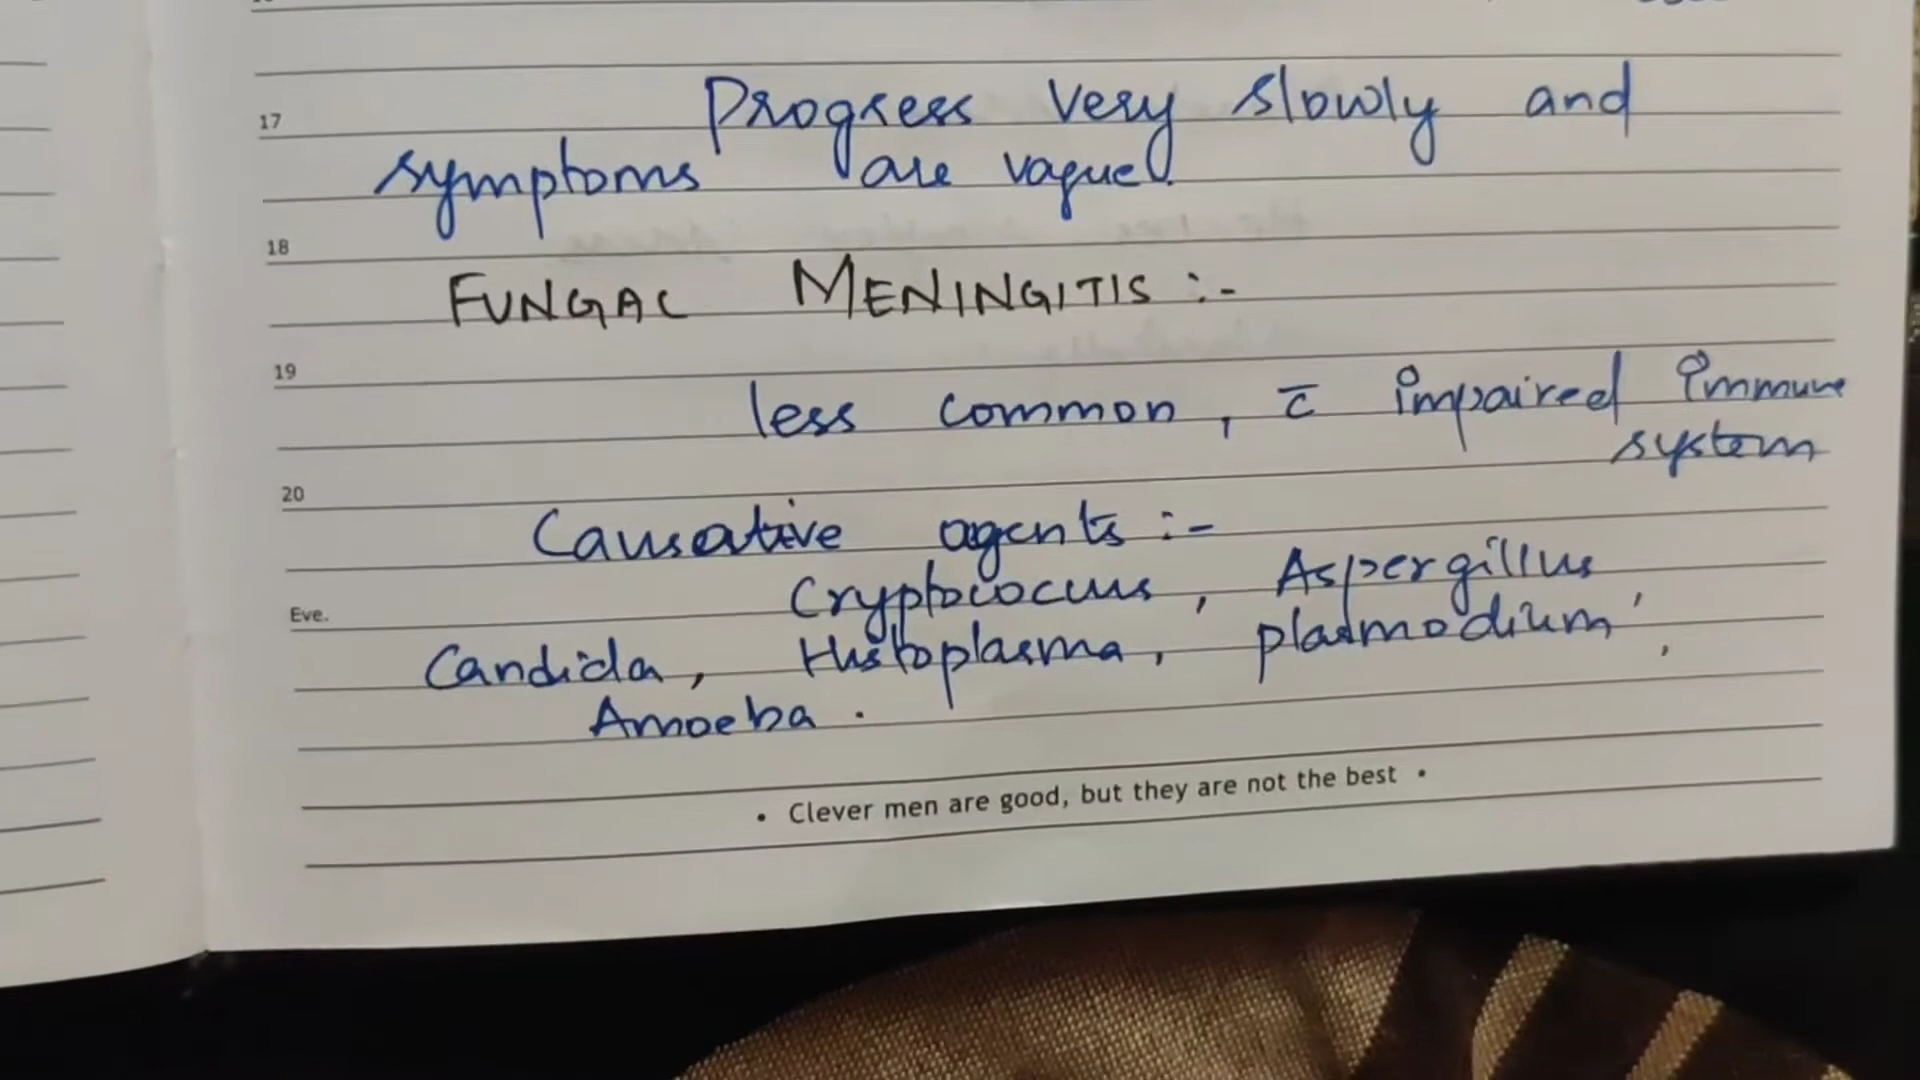 17 Progress very slowly and
symptoms are vague.
18
FUNGAL MENINGITIS :-
19
less common, c̄ impaired immune
system
20
Causative agents :-
Cryptococcus, Aspergillus,
Eve.
Candida, Histoplasma, plasmodium,
Amoeba.
• Clever men are good, but they are not the best •